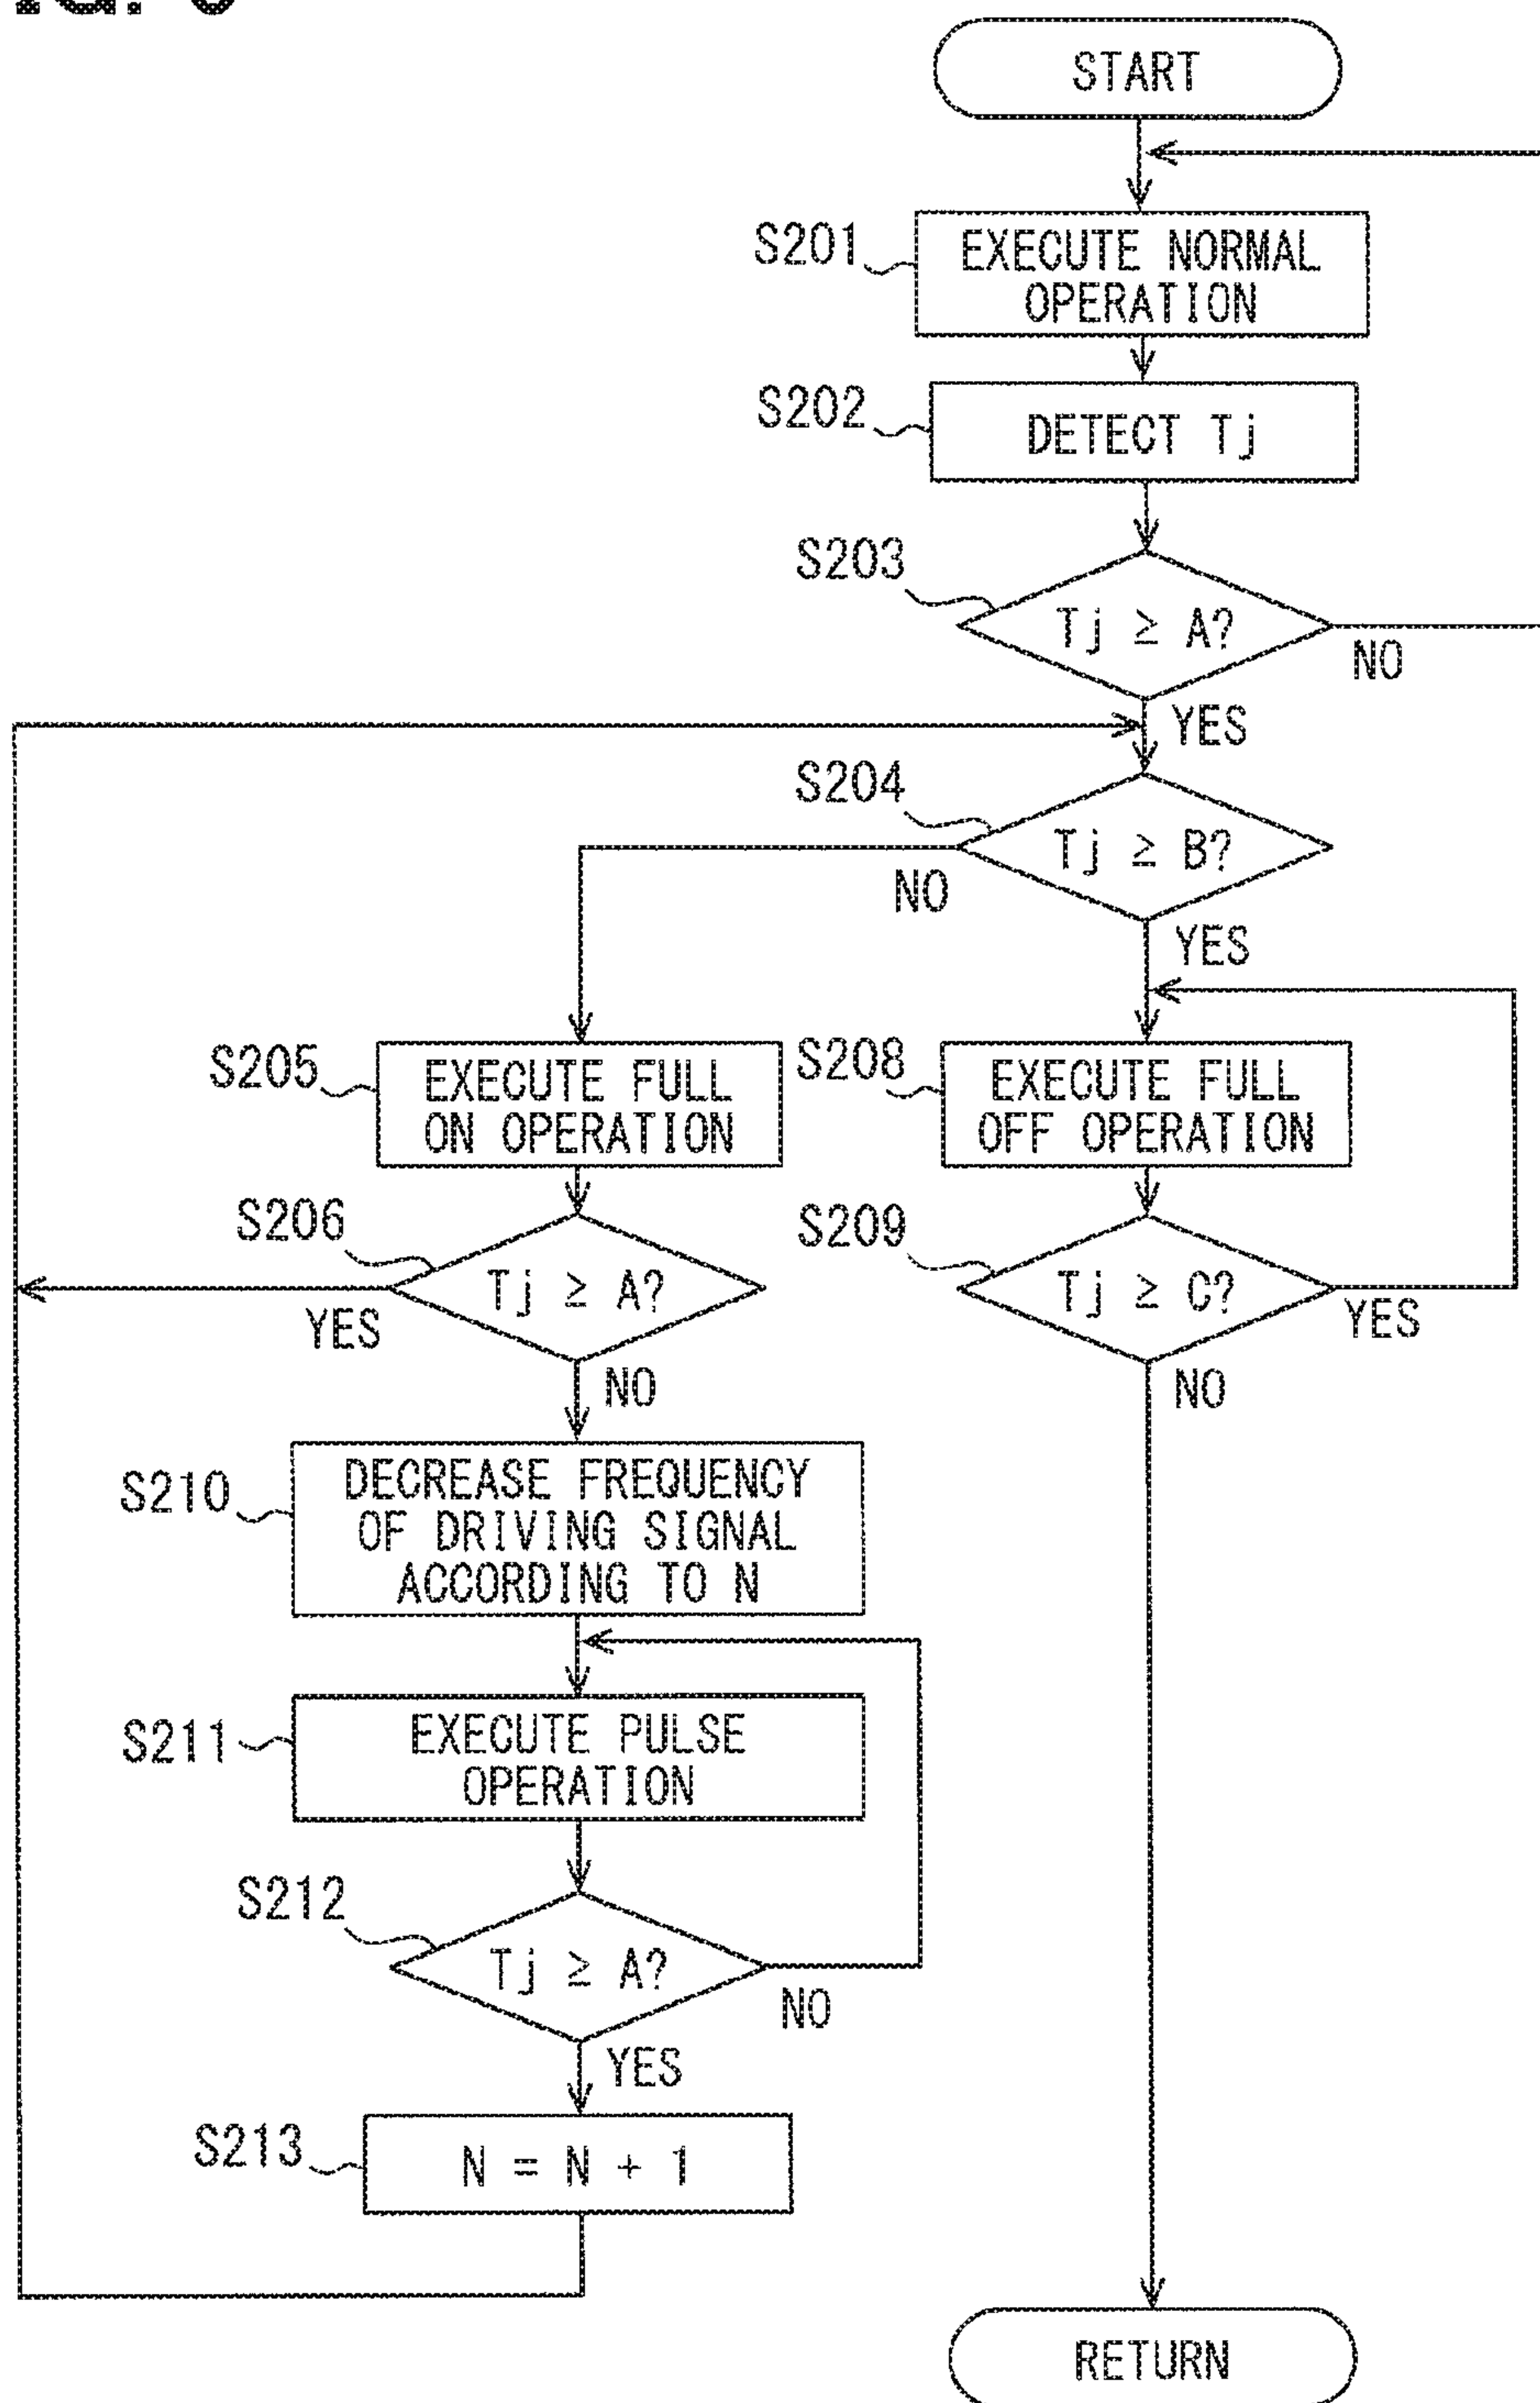 START
S201
EXECUTE NORMAL
OPERATION
S202
DETECT Tj
S203
Tj ≥ A?
NO
YES
S204
Tj ≥ B?
NO
YES
S205
EXECUTE FULL
ON OPERATION
S208
EXECUTE FULL
OFF OPERATION
S206
Tj ≥ A?
YES
NO
S209
Tj ≥ C?
YES
NO
S210
DECREASE FREQUENCY
OF DRIVING SIGNAL
ACCORDING TO N
S211
EXECUTE PULSE
OPERATION
S212
Tj ≥ A?
NO
YES
S213
N = N + 1
RETURN